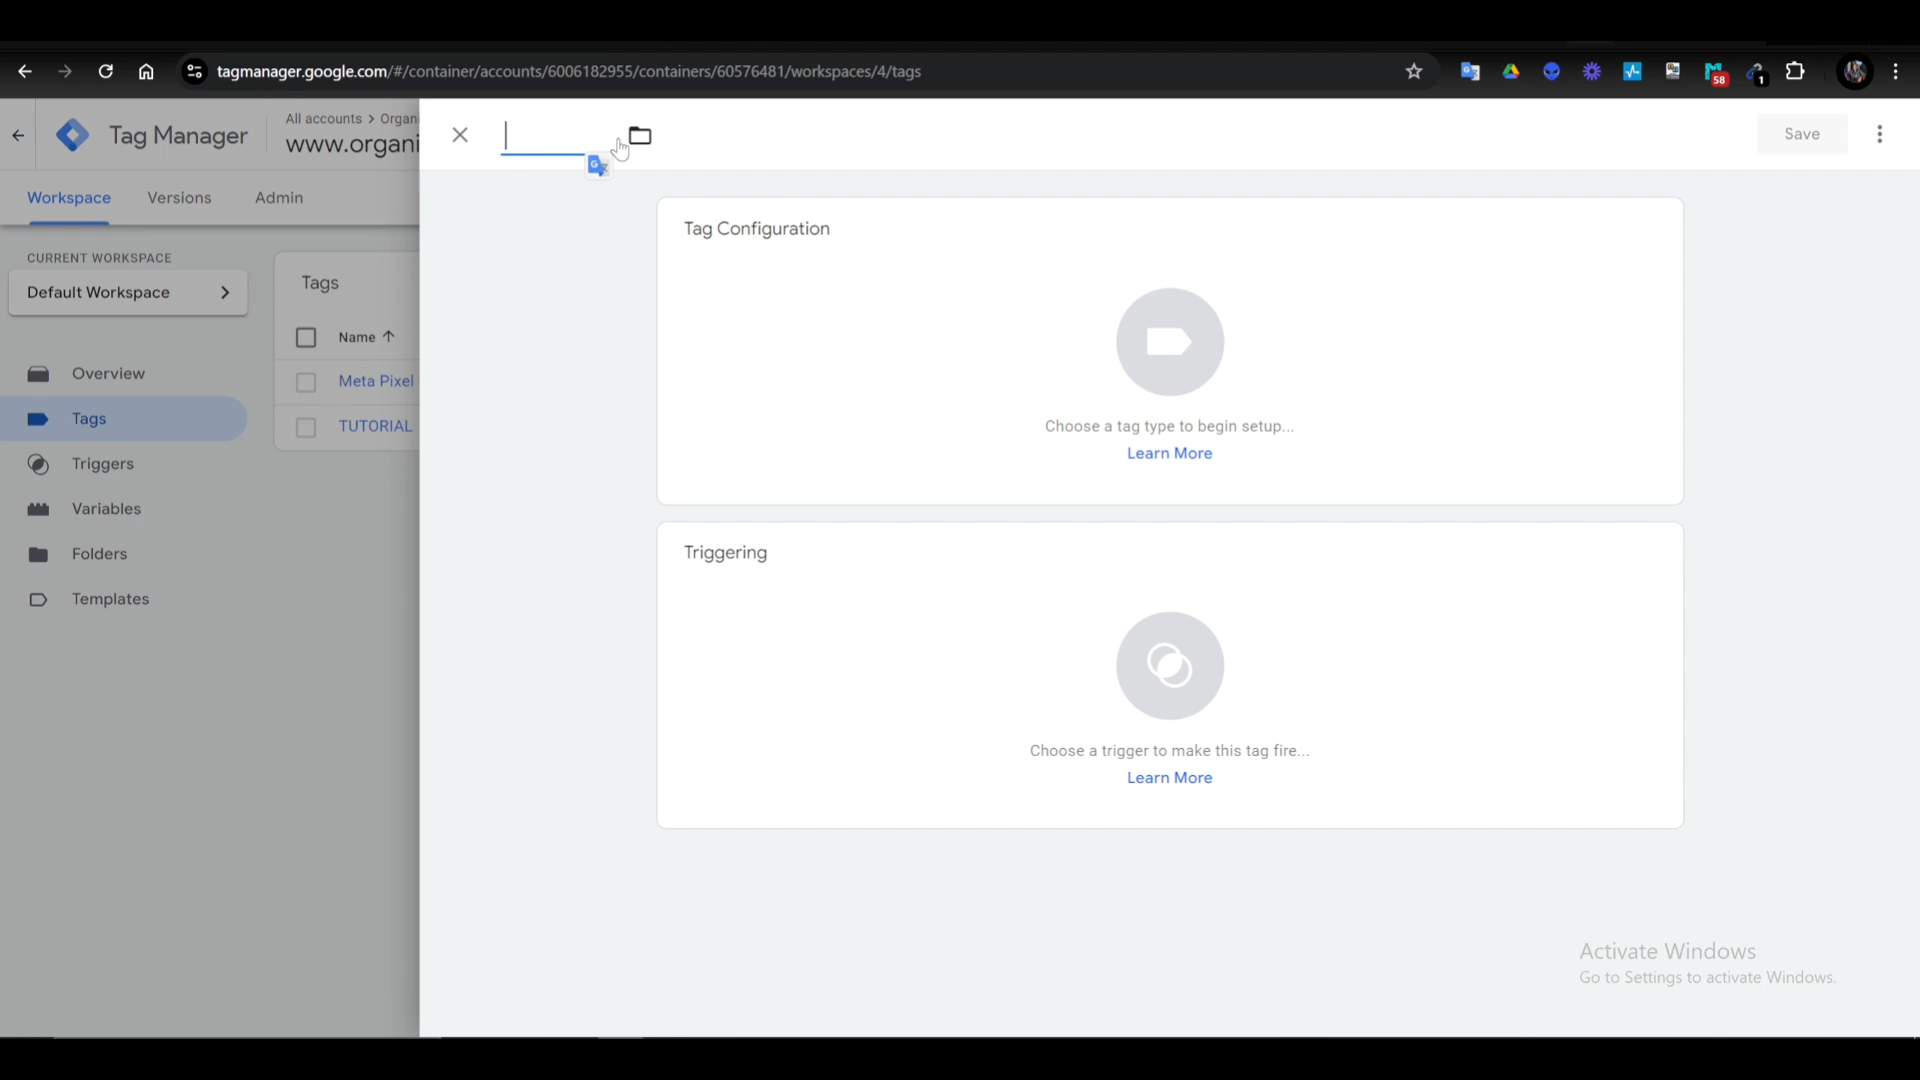 tagmanager.google.com/#/container/accounts/6006182955/containers/60576481/workspaces/4/tags
58
1
Tag Manager
All accounts > Organi
www.organi
Save
Workspace
Versions
Admin
CURRENT WORKSPACE
Default Workspace
Overview
Tags
Triggers
Variables
Folders
Templates
Tags
Name
Meta Pixel
TUTORIAL
Tag Configuration
Choose a tag type to begin setup...
Learn More
Triggering
Choose a trigger to make this tag fire...
Learn More
Activate Windows
Go to Settings to activate Windows.